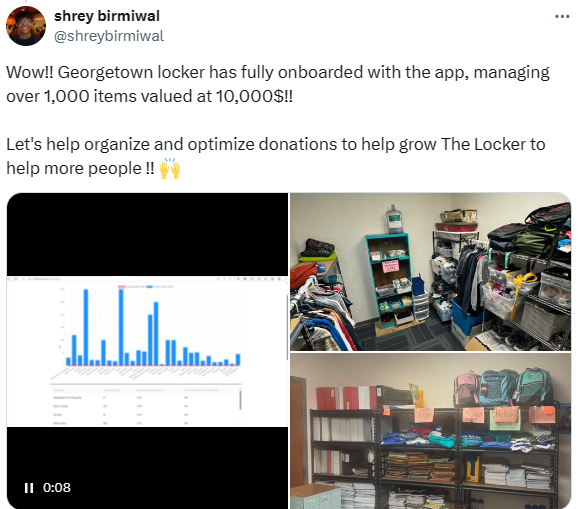 shrey birmiwal
@shreybirmiwal
Wow!! Georgetown locker has fully onboarded with the app, managing
over 1,000 items valued at 10,000$!!
Let's help organize and optimize donations to help grow The Locker to
help more people !! 🙌
0:08